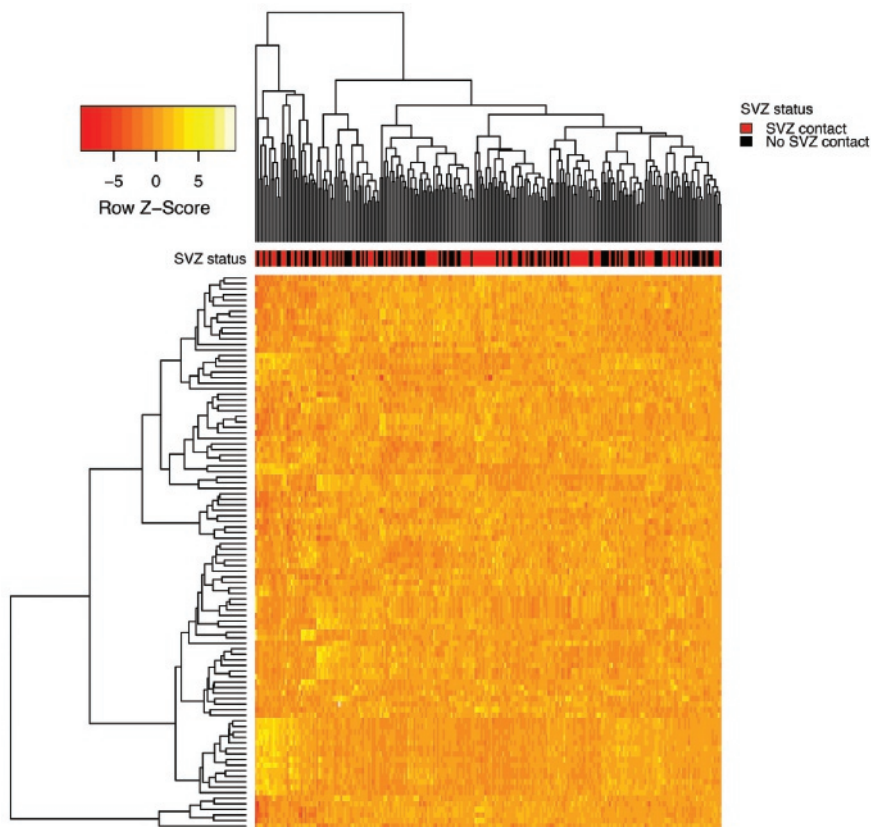 SVZ status
SVZ contact
No SVZ contact
−5 0 5
Row Z−Score
SVZ status